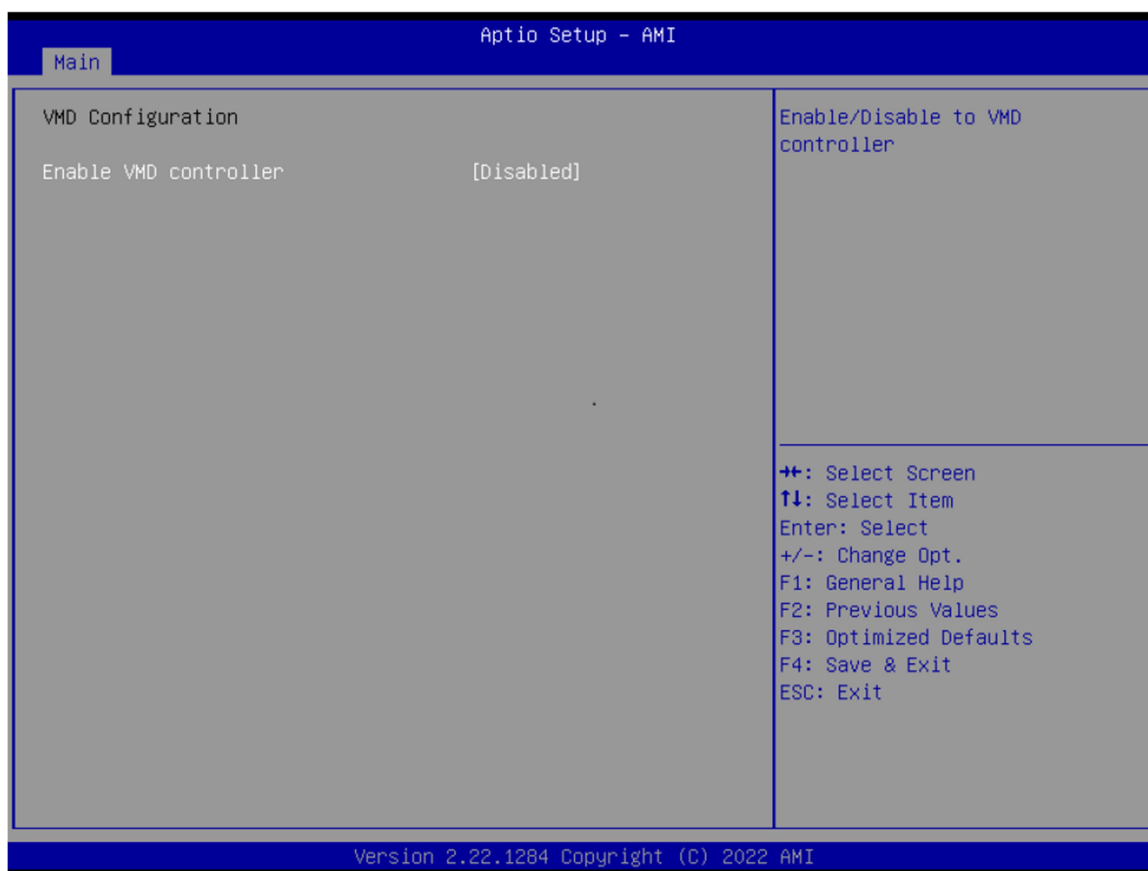 Aptio Setup - AMI
Main
VMD Configuration
Enable VMD controller [Disabled]
Enable/Disable to VMD
controller
→←: Select Screen
↑↓: Select Item
Enter: Select
+/-: Change Opt.
F1: General Help
F2: Previous Values
F3: Optimized Defaults
F4: Save & Exit
ESC: Exit
Version 2.22.1284 Copyright (C) 2022 AMI